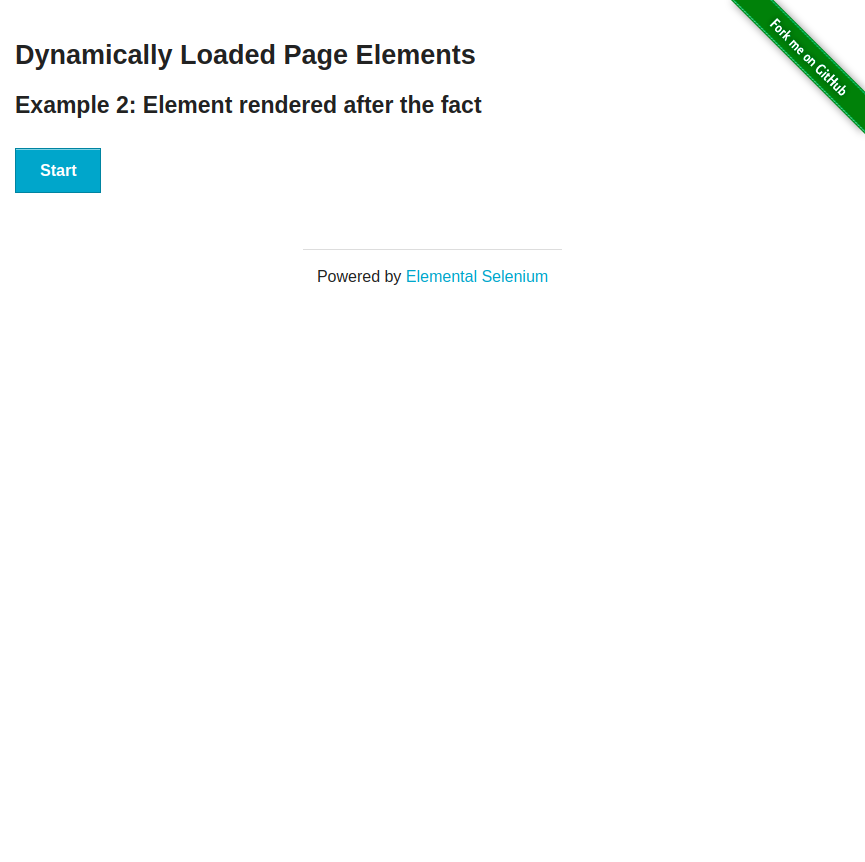 Fork me on GitHub
Dynamically Loaded Page Elements
Example 2: Element rendered after the fact
Start
Powered by Elemental Selenium